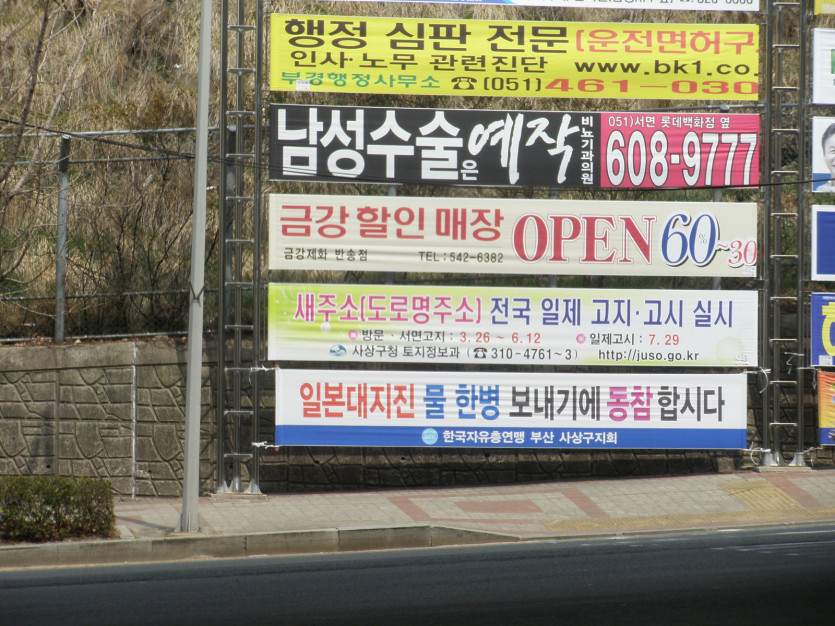 행정 심판 전문 (운전면허구
인사·노무 관련진단 www.bk1.co.
부경행정사무소 ☎(051)461-030
남성수술은예작 비뇨기과의원
051)서면 롯데백화점 옆
608-9777
금강 할인 매장 OPEN 60%~30
금강제화 반송점 TEL : 542-6382
새주소(도로명주소) 전국 일제 고지·고시 실시
방문·서면고지 : 3.26 ~ 6.12 일제고시 : 7.29
사상구청 토지정보과 (☎310-4761~3) http://juso.go.kr
일본대지진 물 한병 보내기에 동참 합시다
한국자유총연맹 부산 사상구지회